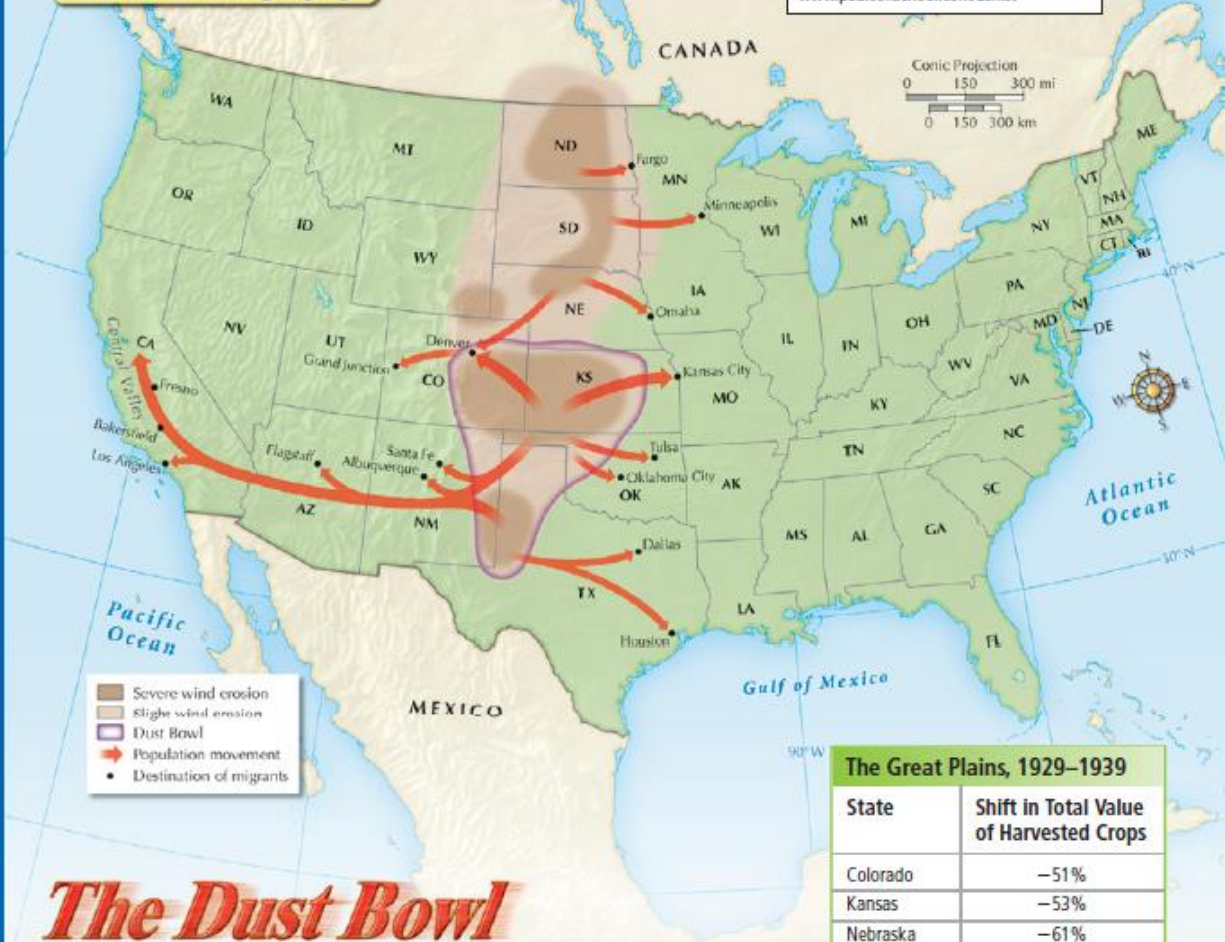 CANADA
Conic Projection
0 150 300 mi
0 150 300 km
WA
MT
ND
Fargo
MN
ME
OR
ID
SD
Minneapolis
WI
MI
VT
NH
NY
MA
CT
RI
WY
40°N
IA
PA
NE
Omaha
NJ
NV
UT
Denver
IL
IN
OH
MD
DE
CA
Central Valley
Grand Junction
CO
KS
Kansas City
MO
WV
VA
N
W
E
S
Fresno
KY
Bakersfield
Los Angeles
Flagstaff
Santa Fe
Albuquerque
Tulsa
Oklahoma City
OK
AK
TN
NC
SC
Atlantic
Ocean
AZ
NM
MS
AL
GA
Dallas
30°N
TX
LA
Houston
FL
Pacific
Ocean
Gulf of Mexico
MEXICO
90°W
Severe wind erosion
Slight wind erosion
Dust Bowl
Population movement
Destination of migrants
The Great Plains, 1929–1939
State Shift in Total Value
of Harvested Crops
Colorado −51%
Kansas −53%
Nebraska −61%
The Dust Bowl